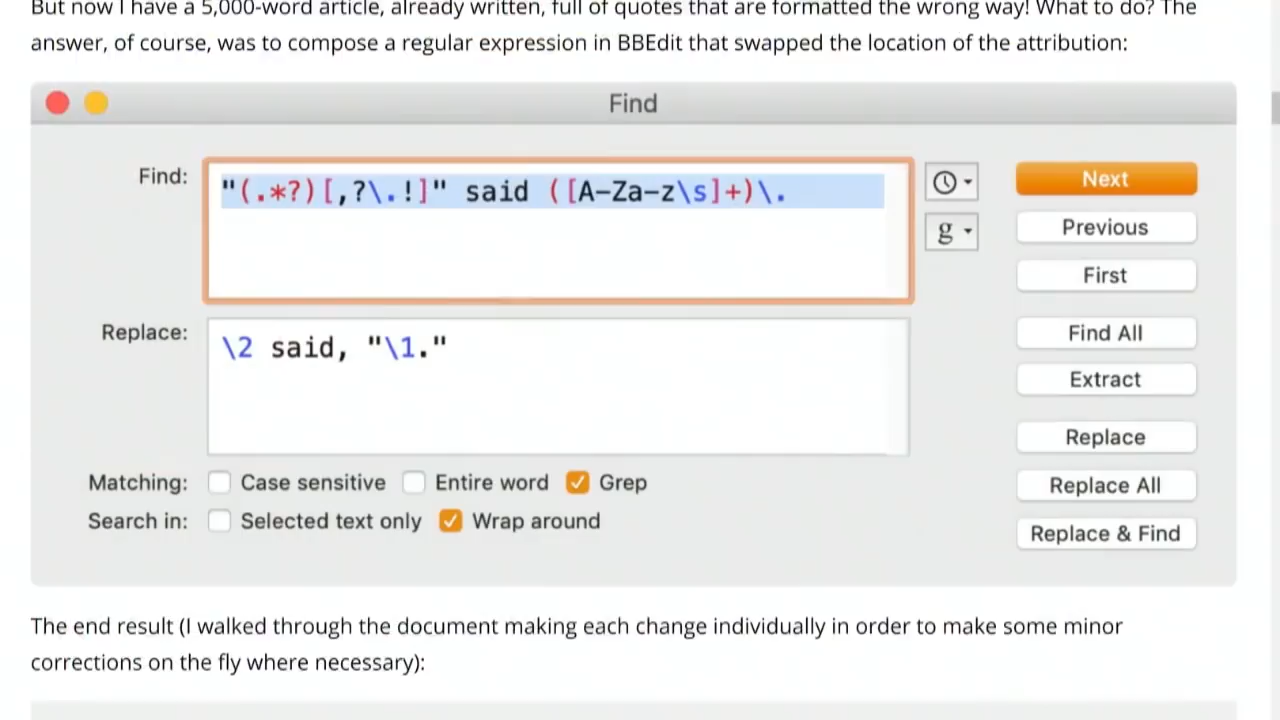 But now I have a 5,000-word article, already written, full of quotes that are formatted the wrong way! What to do? The
answer, of course, was to compose a regular expression in BBEdit that swapped the location of the attribution:
Find
Find:
"(.*?)[,?\.!]" said ([A-Za-z\s]+)\.
g
Next
Previous
First
Replace:
\2 said, "\1."
Find All
Extract
Replace
Matching: Case sensitive Entire word Grep
Replace All
Search in: Selected text only Wrap around
Replace & Find
The end result (I walked through the document making each change individually in order to make some minor
corrections on the fly where necessary):